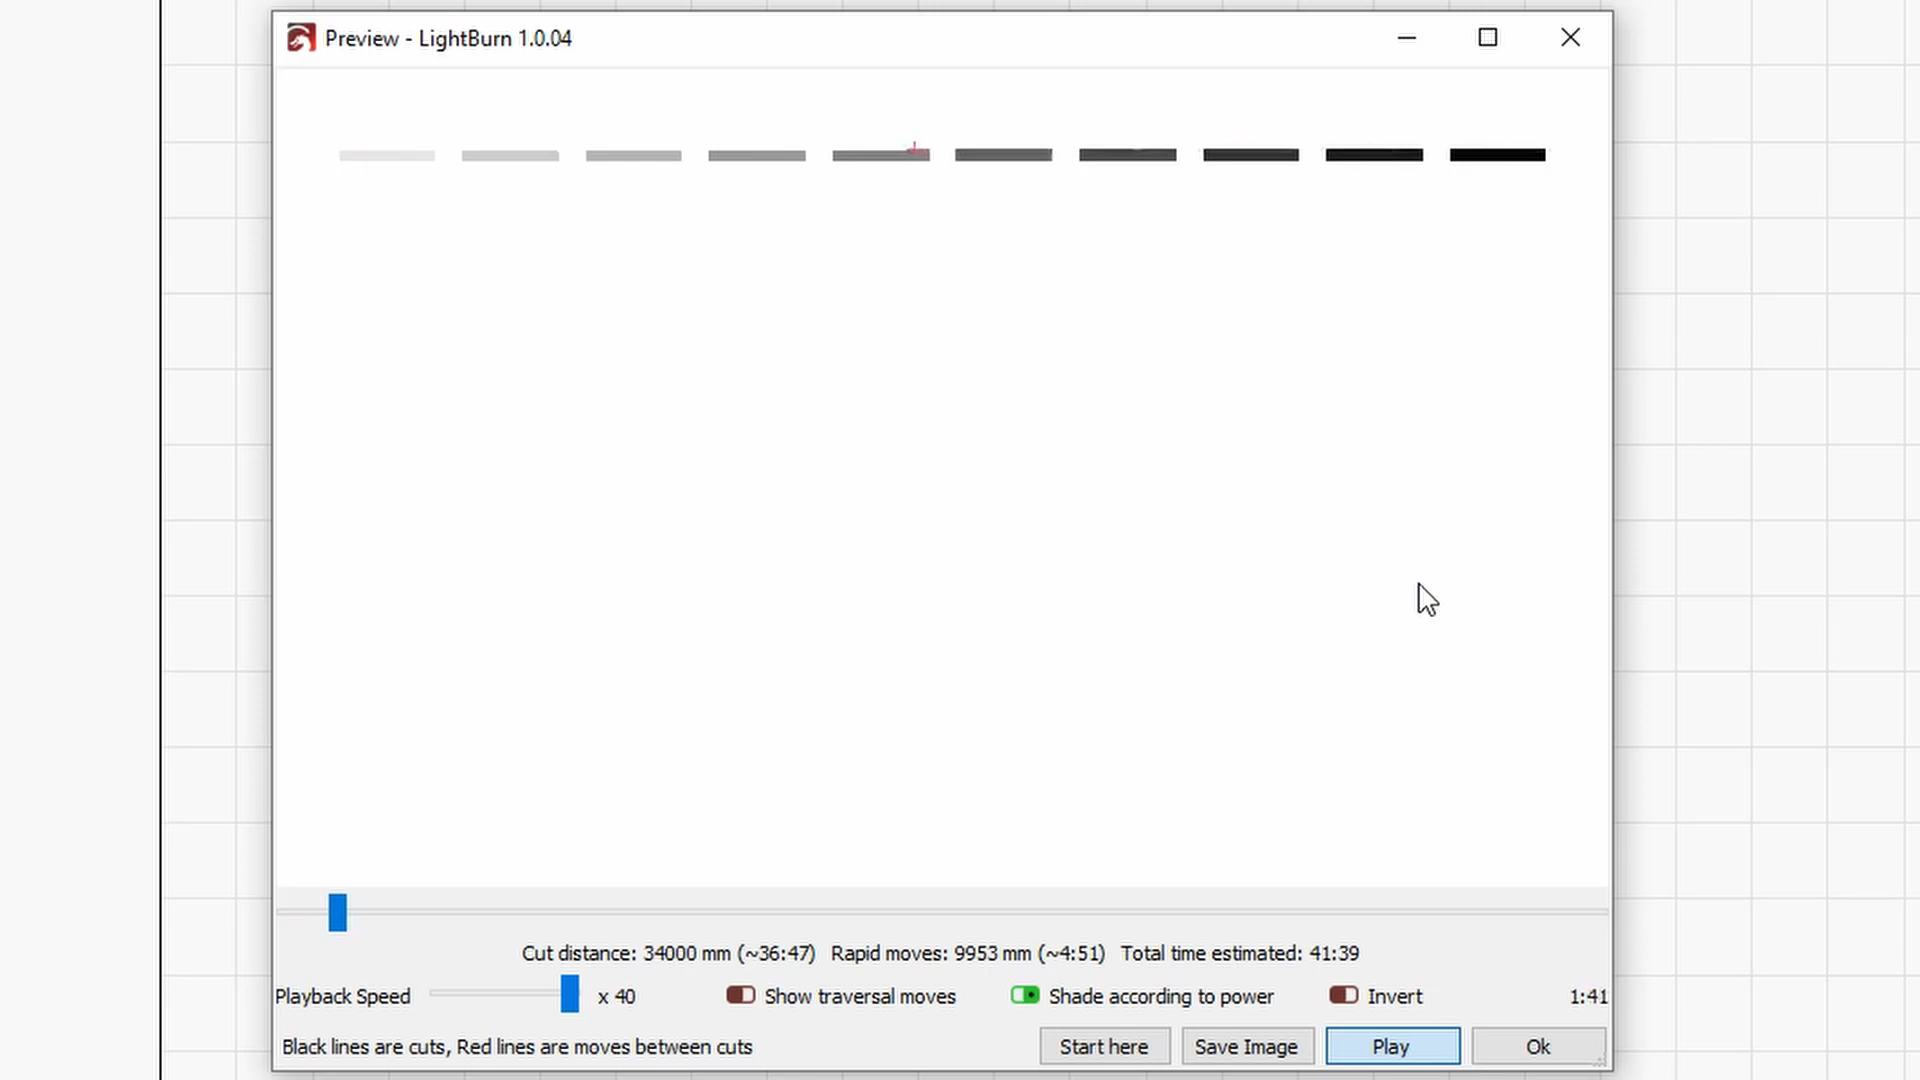 Preview - LightBurn 1.0.04
Cut distance: 34000 mm (~36:47) Rapid moves: 9953 mm (~4:51) Total time estimated: 41:39
Playback Speed x 40 Show traversal moves Shade according to power Invert 1:41
Black lines are cuts, Red lines are moves between cuts Start here Save Image Play Ok